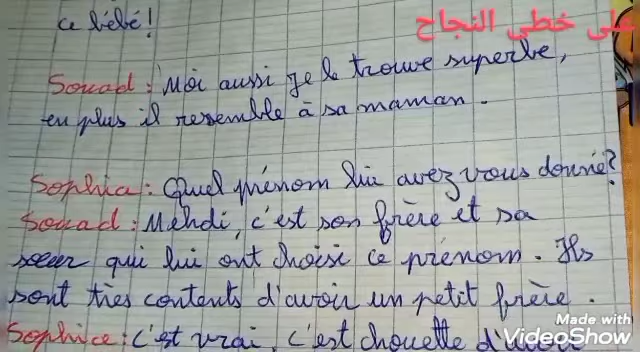 على خطى النجاح
ce bébé!
Souad: Moi aussi je le trouve superbe,
en plus il ressemble à sa maman.
Sophia: Quel prénom lui avez vous donné?
Souad: Mehdi, c'est son frère et sa
soeur qui lui ont choisi ce prénom. Ils
sont très contents d'avoir un petit frère.
Sophia: c'est vrai, c'est chouette d'avoir
Made with
VideoShow